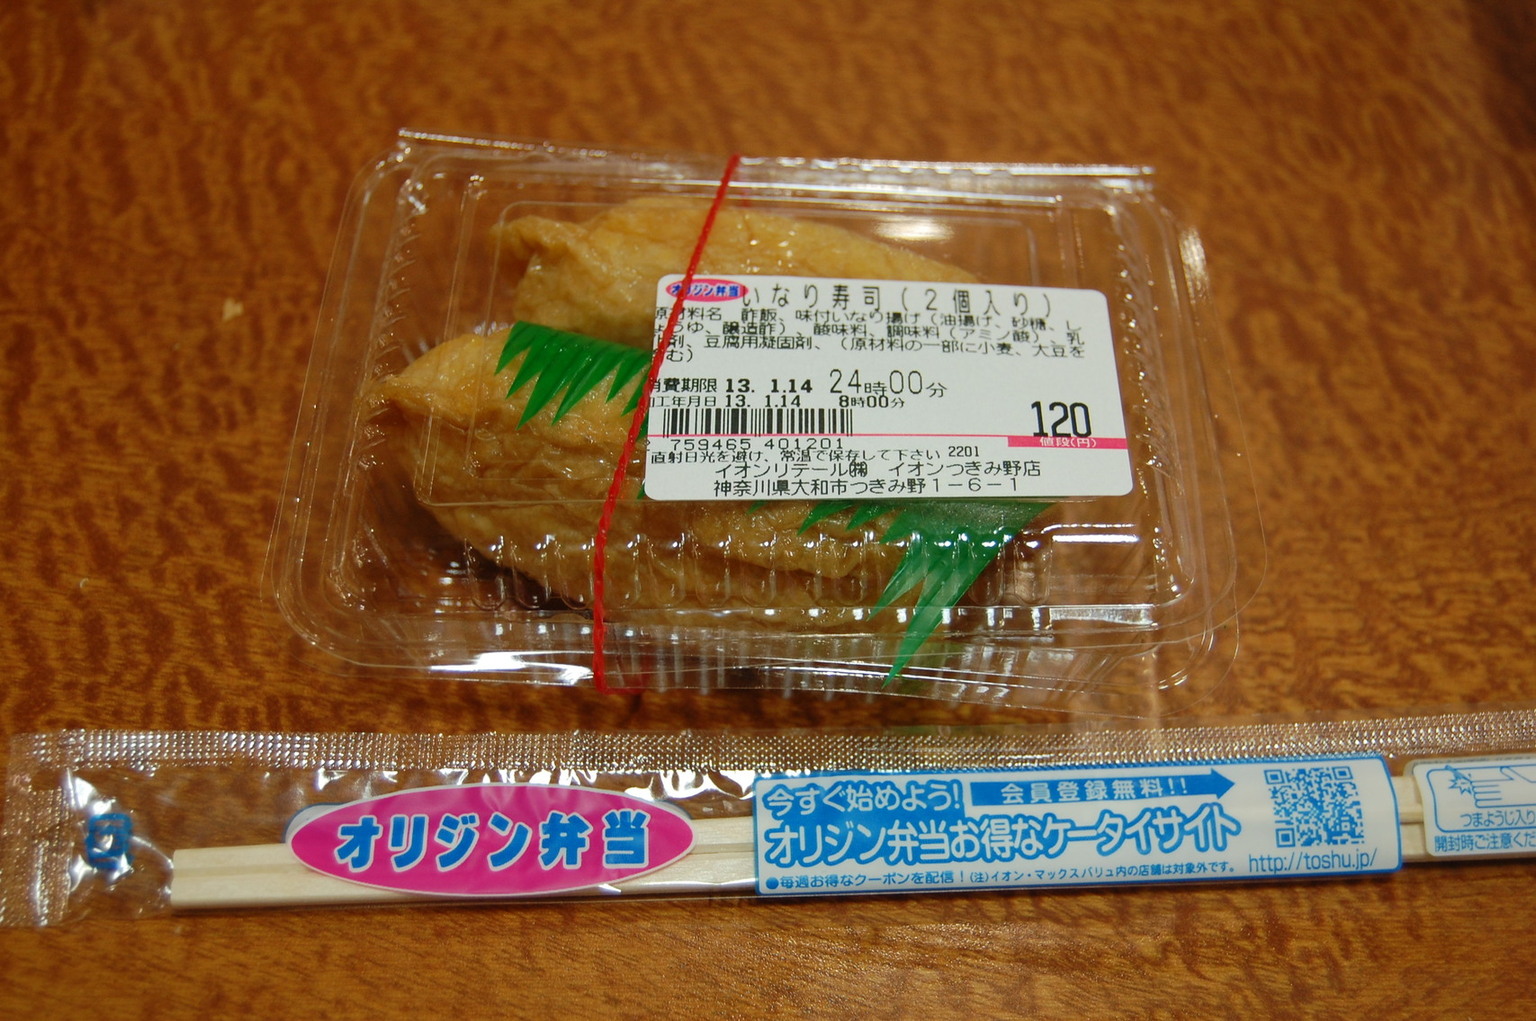 オリジン弁当 いなり寿司(2個入り)
原材料名 酢飯、味付いなり揚げ(油揚げ、砂糖、し
ょうゆ、醸造酢)、酸味料、調味料(アミノ酸)、乳
化剤、豆腐用凝固剤、(原材料の一部に小麦、大豆を
含む)
消費期限 13. 1.14 24時00分
加工年月日 13. 1.14 8時00分
120
値段(円)
759465 401201
直射日光を避け、常温で保存して下さい 2201
イオンリテール㈱ イオンつきみ野店
神奈川県大和市つきみ野1-6-1
オリジン弁当
今すぐ始めよう! 会員登録無料!!
オリジン弁当お得なケータイサイト
●毎週お得なクーポンを配信!(注)イオン・マックスバリュ内の店舗は対象外です。
http://toshu.jp/
つまようじ入り
開封時ご注意くだ